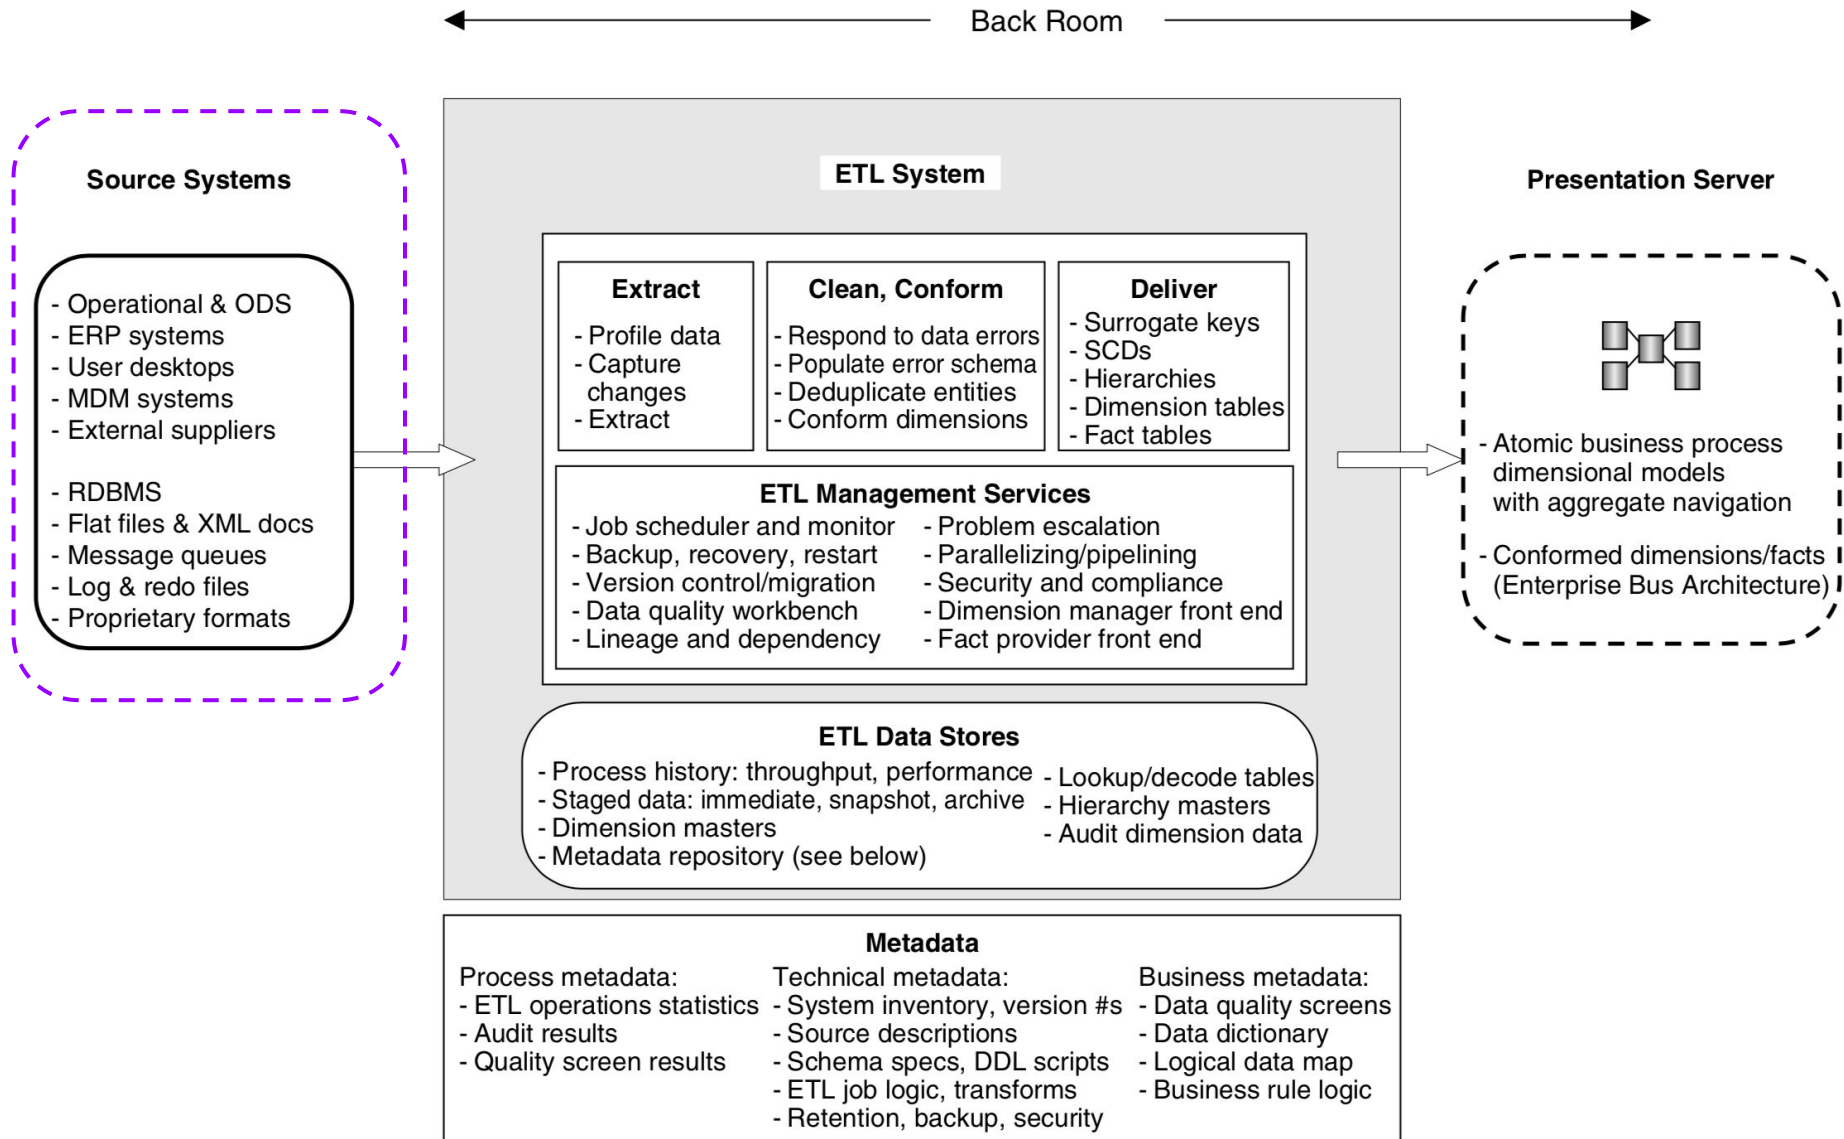 Back Room
Source Systems
- Operational & ODS
- ERP systems
- User desktops
- MDM systems
- External suppliers
- RDBMS
- Flat files & XML docs
- Message queues
- Log & redo files
- Proprietary formats
ETL System
Extract
- Profile data
- Capture
changes
- Extract
Clean, Conform
- Respond to data errors
- Populate error schema
- Deduplicate entities
- Conform dimensions
Deliver
- Surrogate keys
- SCDs
- Hierarchies
- Dimension tables
- Fact tables
ETL Management Services
- Job scheduler and monitor
- Backup, recovery, restart
- Version control/migration
- Data quality workbench
- Lineage and dependency
- Problem escalation
- Parallelizing/pipelining
- Security and compliance
- Dimension manager front end
- Fact provider front end
ETL Data Stores
- Process history: throughput, performance
- Staged data: immediate, snapshot, archive
- Dimension masters
- Metadata repository (see below)
- Lookup/decode tables
- Hierarchy masters
- Audit dimension data
Presentation Server
- Atomic business process
dimensional models
with aggregate navigation
- Conformed dimensions/facts
(Enterprise Bus Architecture)
Metadata
Process metadata:
- ETL operations statistics
- Audit results
- Quality screen results
Technical metadata:
- System inventory, version #s
- Source descriptions
- Schema specs, DDL scripts
- ETL job logic, transforms
- Retention, backup, security
Business metadata:
- Data quality screens
- Data dictionary
- Logical data map
- Business rule logic